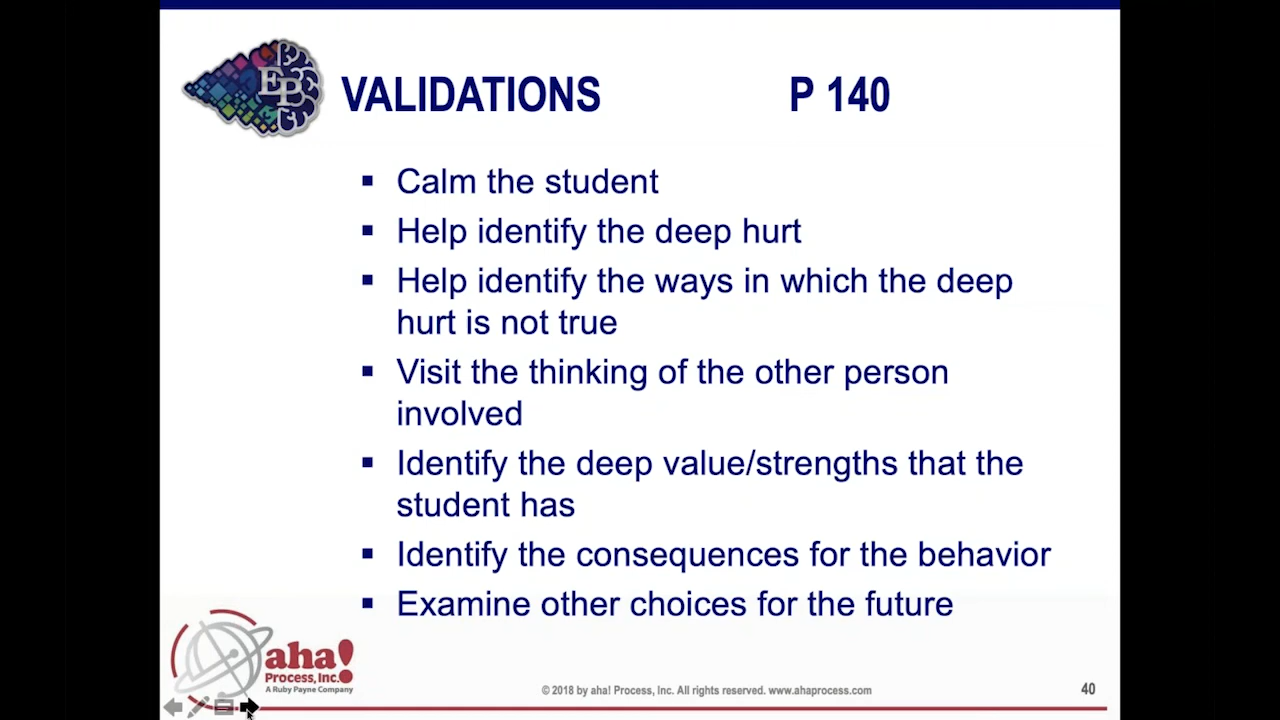 EP
VALIDATIONS P 140
▪ Calm the student
▪ Help identify the deep hurt
▪ Help identify the ways in which the deep
hurt is not true
▪ Visit the thinking of the other person
involved
▪ Identify the deep value/strengths that the
student has
▪ Identify the consequences for the behavior
▪ Examine other choices for the future
aha!
Process, Inc.
A Ruby Payne Company
© 2018 by aha! Process, Inc. All rights reserved. www.ahaprocess.com
40